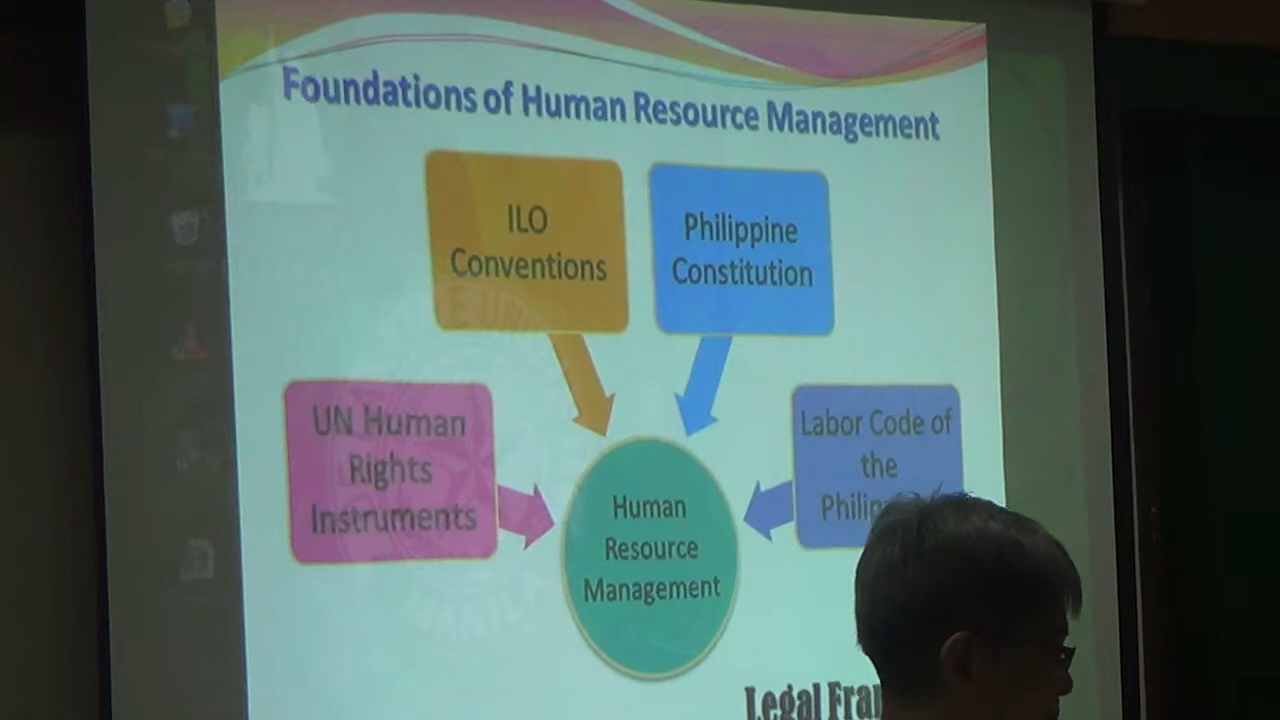 Foundations of Human Resource Management
ILO
Conventions
Philippine
Constitution
UN Human
Rights
Instruments
Labor Code of
the
Human
Resource
Management
Legal